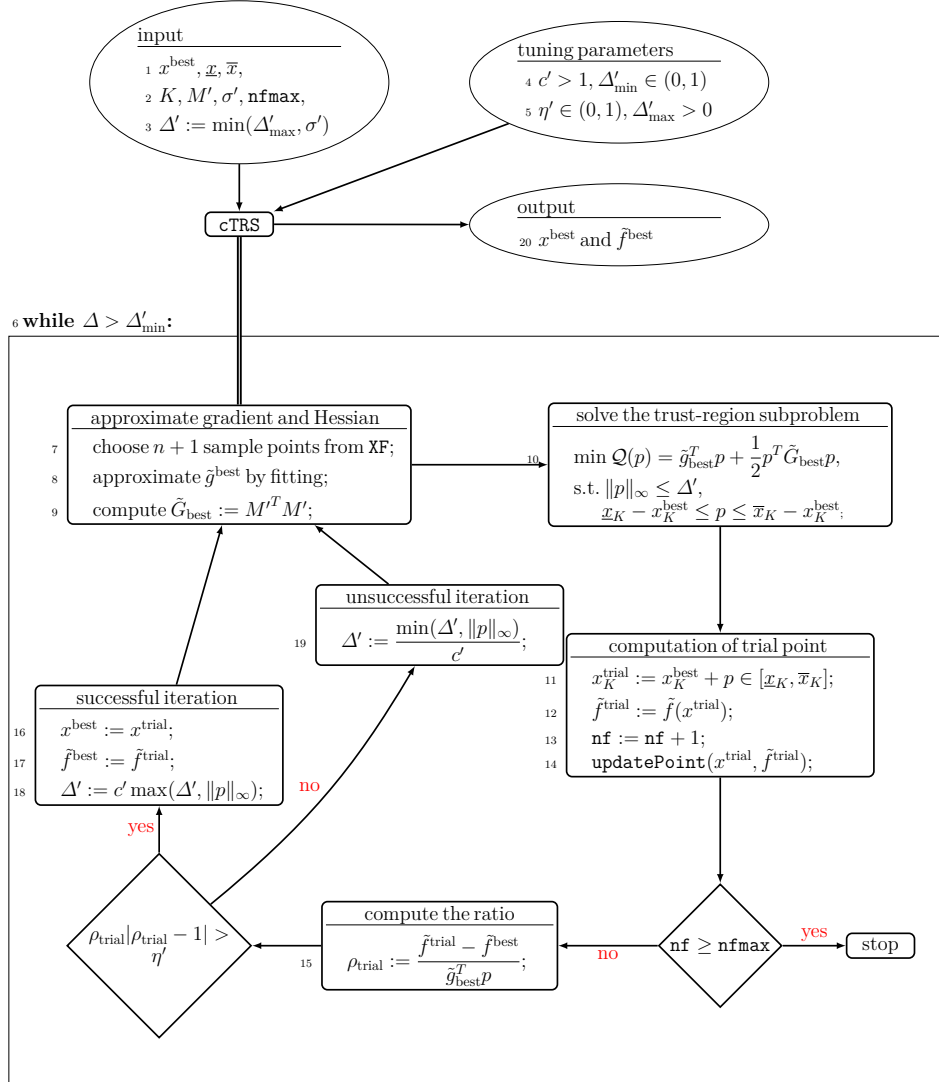 input
1 x^best, x̲, x̅,
2 K, M′, σ′, nfmax,
3 Δ′ := min(Δ′_max, σ′)
tuning parameters
4 c′ > 1, Δ′_min ∈ (0, 1)
5 η′ ∈ (0, 1), Δ′_max > 0
cTRS
output
20 x^best and f̃^best
6 while Δ > Δ′_min:
approximate gradient and Hessian
7 choose n + 1 sample points from XF;
8 approximate g̃^best by fitting;
9 compute G̃_best := M′^T M′;
solve the trust-region subproblem
10 min Q(p) = g̃^T_best p + 1/2 p^T G̃_best p,
s.t. ‖p‖_∞ ≤ Δ′,
x̲_K − x^best_K ≤ p ≤ x̅_K − x^best_K;
unsuccessful iteration
19 Δ′ := min(Δ′, ‖p‖_∞)/c′;
computation of trial point
11 x^trial_K := x^best_K + p ∈ [x̲_K, x̅_K];
12 f̃^trial := f̃(x^trial);
13 nf := nf + 1;
14 updatePoint(x^trial, f̃^trial);
successful iteration
16 x^best := x^trial;
17 f̃^best := f̃^trial;
18 Δ′ := c′ max(Δ′, ‖p‖_∞);
no
yes
ρ_trial|ρ_trial − 1| >
η′
compute the ratio
15 ρ_trial := (f̃^trial − f̃^best)/(g̃^T_best p);
no
nf ≥ nfmax
yes
stop